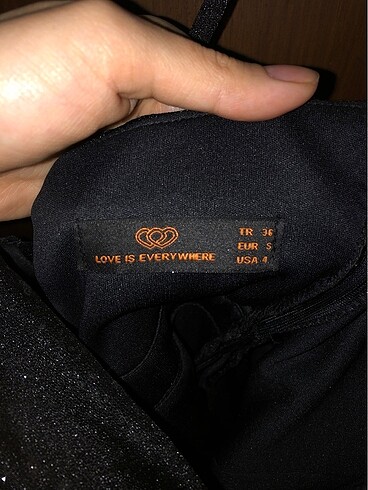 LOVE IS EVERYWHERE
TR 36
EUR S
USA 4